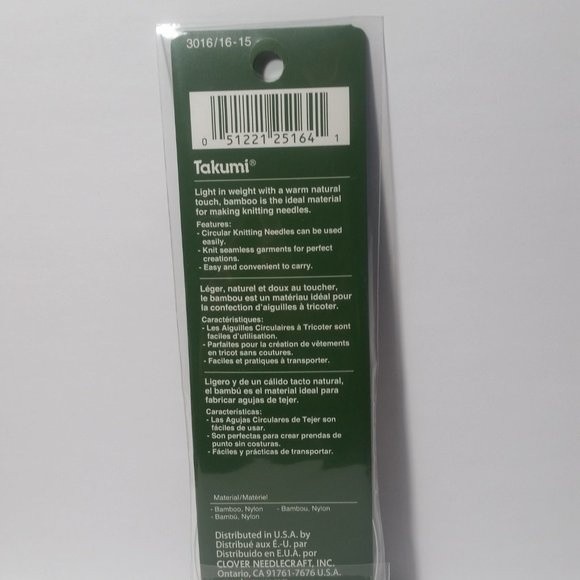 3016/16-15
0 51221 25164 1
Takumi®
Light in weight with a warm natural
touch, bamboo is the ideal material
for making knitting needles.
Features:
- Circular Knitting Needles can be used
easily.
- Knit seamless garments for perfect
creations.
- Easy and convenient to carry.
Léger, naturel et doux au toucher,
le bambou est un matériau idéal pour
la confection d'aiguilles à tricoter.
Caractéristiques:
- Les Aiguilles Circulaires à Tricoter sont
faciles d'utilisation.
- Parfaites pour la création de vêtements
en tricot sans coutures.
- Faciles et pratiques à transporter.
Ligero y de un cálido tacto natural,
el bambú es el material ideal para
fabricar agujas de tejer.
Características:
- Las Agujas Circulares de Tejer son
fáciles de usar.
- Son perfectas para crear prendas de
punto sin costuras.
- Fáciles y prácticas de transportar.
Material/Matériel
- Bamboo, Nylon - Bambou, Nylon
- Bambú, Nylon
Distributed in U.S.A. by
Distribué aux É.-U. par
Distribuido en E.U.A. por
CLOVER NEEDLECRAFT, INC.
Ontario, CA 91761-7676 U.S.A.